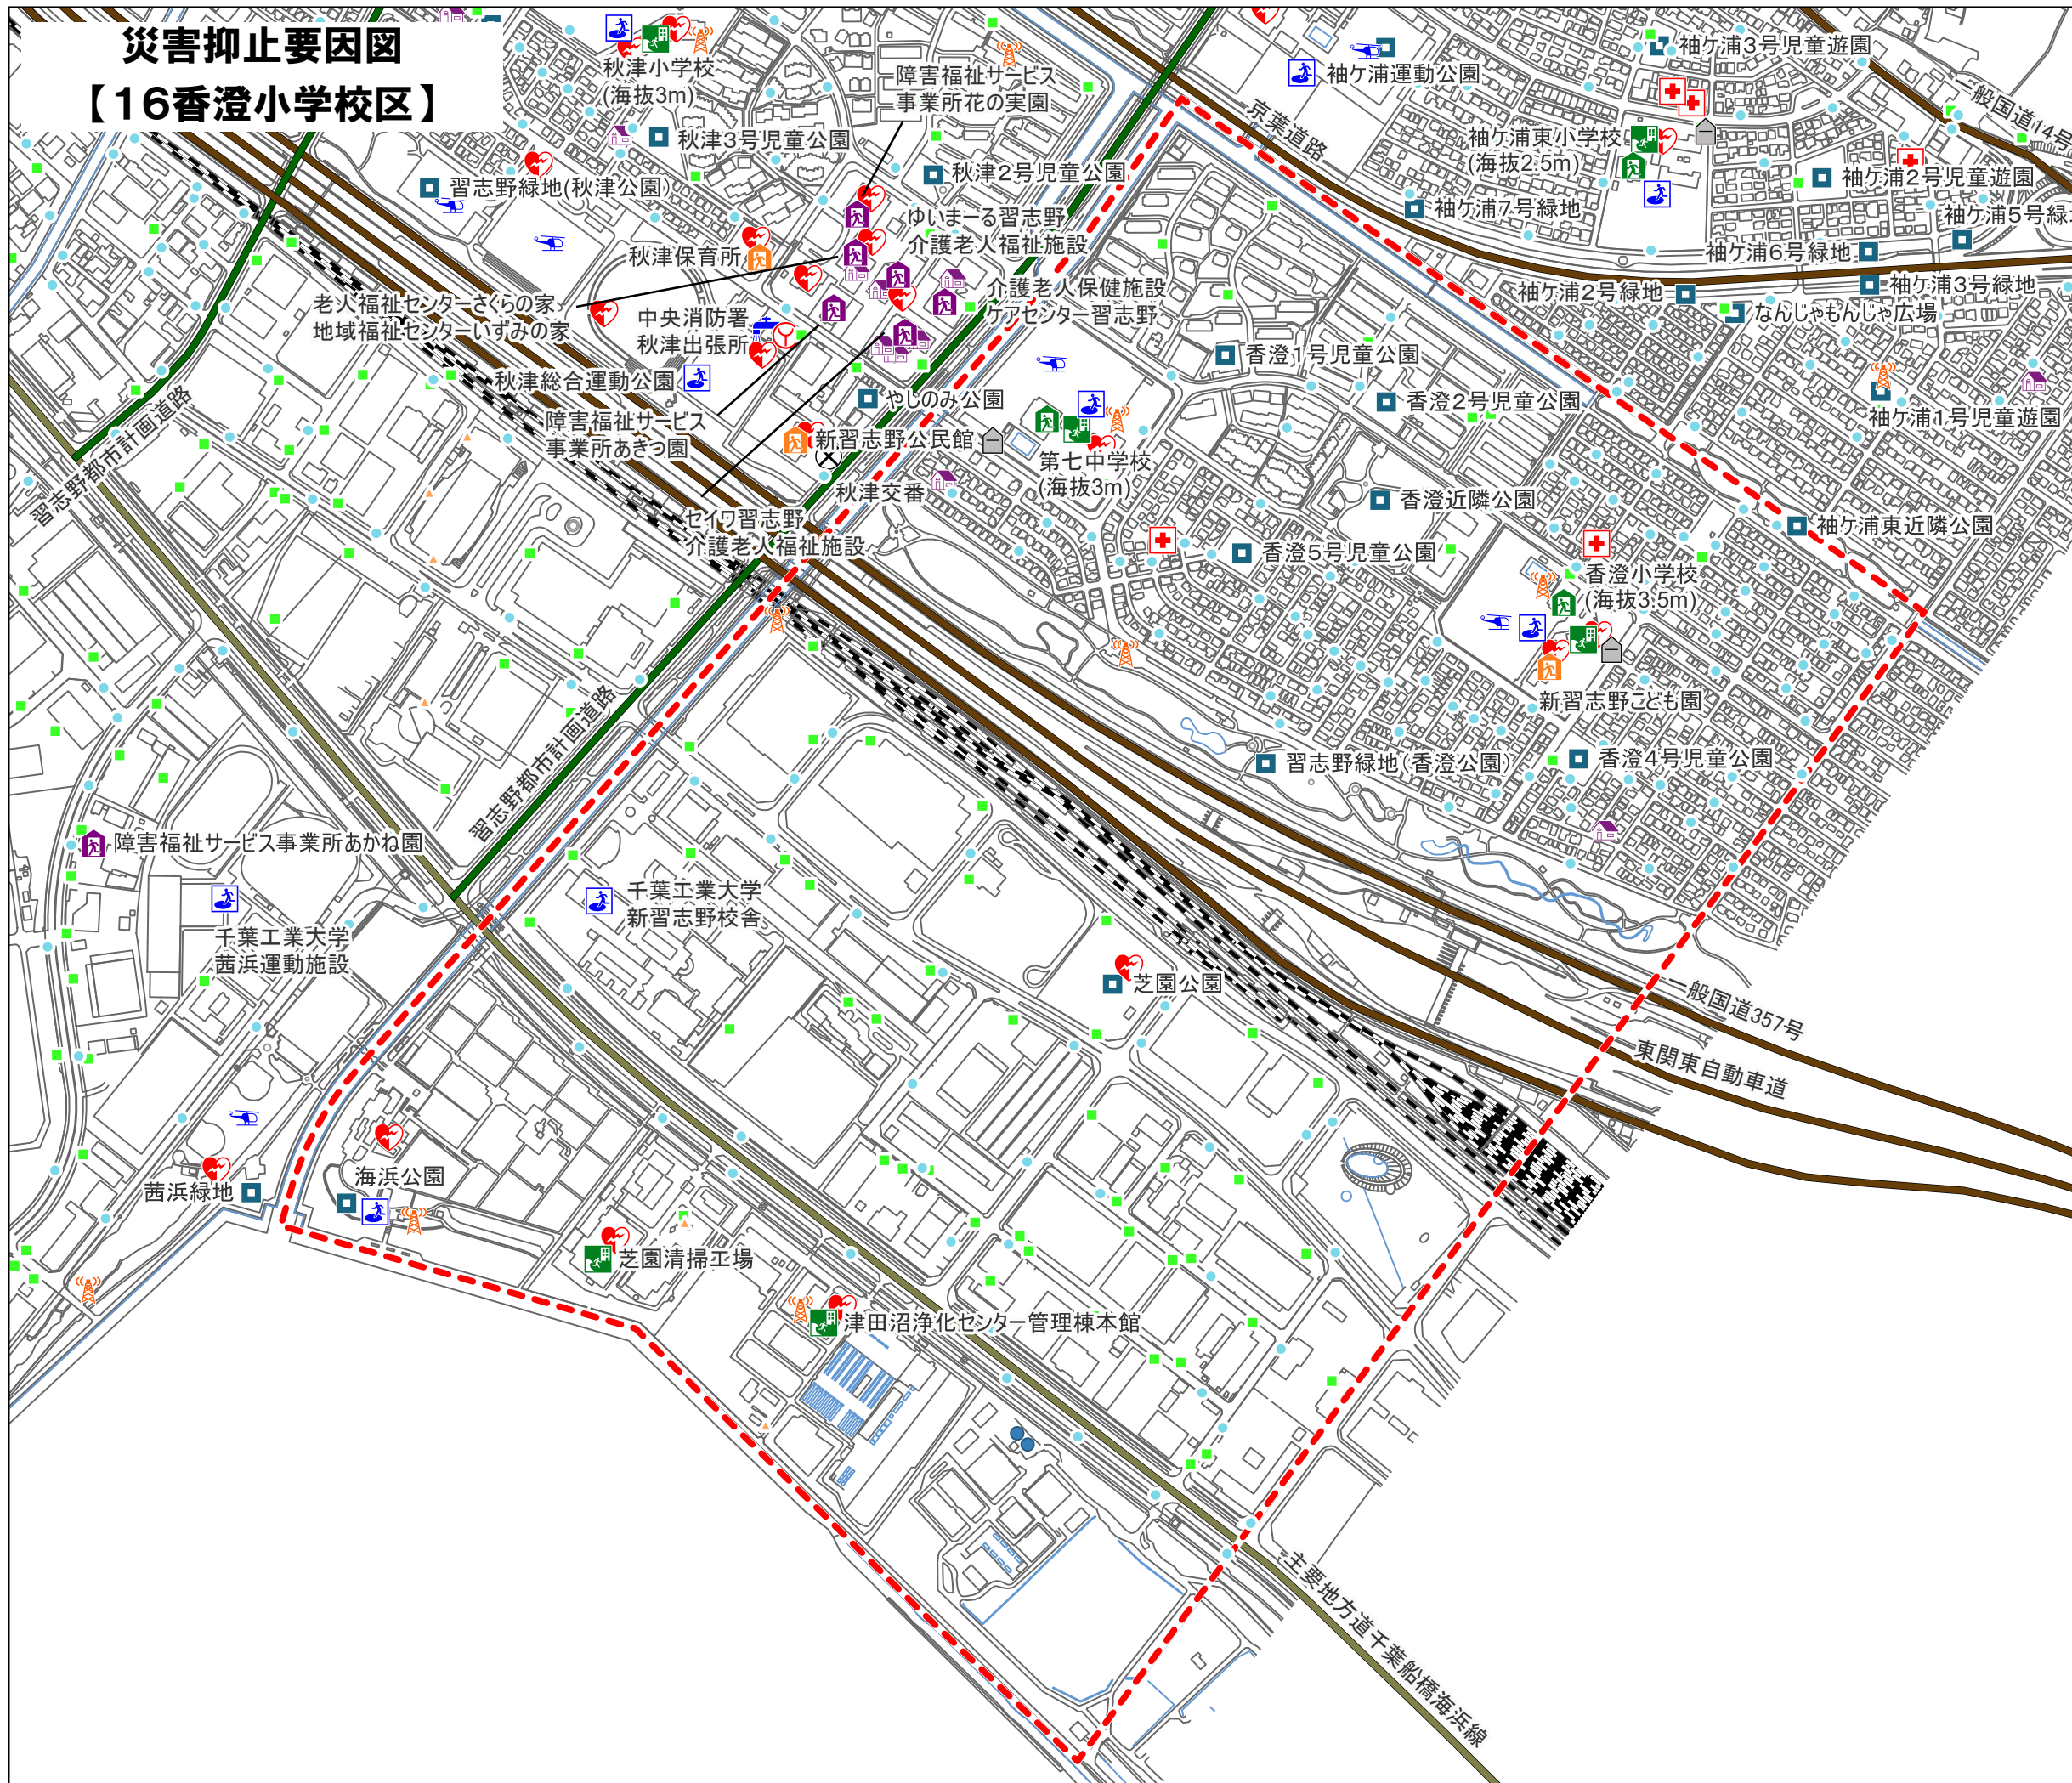 災害抑止要因図
【16香澄小学校区】
秋津小学校
(海抜3m)
障害福祉サービス
事業所花の実園
袖ケ浦運動公園
袖ケ浦3号児童遊園
一般国道14号
京葉道路
袖ケ浦東小学校
(海抜2.5m)
秋津3号児童公園
秋津2号児童公園
習志野緑地(秋津公園)
袖ケ浦2号児童遊園
袖ケ浦7号緑地
袖ケ浦5号緑
ゆいまーる習志野
介護老人福祉施設
秋津保育所
袖ケ浦6号緑地
袖ケ浦3号緑地
袖ケ浦2号緑地
なんじゃもんじゃ広場
介護老人保健施設
ケアセンター習志野
老人福祉センターさくらの家
地域福祉センターいずみの家
中央消防署
秋津出張所
香澄1号児童公園
秋津総合運動公園
やしのみ公園
香澄2号児童公園
袖ケ浦1号児童遊園
障害福祉サービス
事業所あきつ園
新習志野公民館
第七中学校
(海抜3m)
習志野都市計画道路
秋津交番
香澄近隣公園
セイワ習志野
介護老人福祉施設
袖ケ浦東近隣公園
香澄5号児童公園
香澄小学校
(海抜3.5m)
新習志野こども園
習志野都市計画道路
習志野緑地(香澄公園)
香澄4号児童公園
障害福祉サービス事業所あかね園
千葉工業大学
新習志野校舎
千葉工業大学
茜浜運動施設
芝園公園
一般国道357号
東関東自動車道
海浜公園
茜浜緑地
芝園清掃工場
津田沼浄化センター管理棟本館
主要地方道千葉船橋海浜線